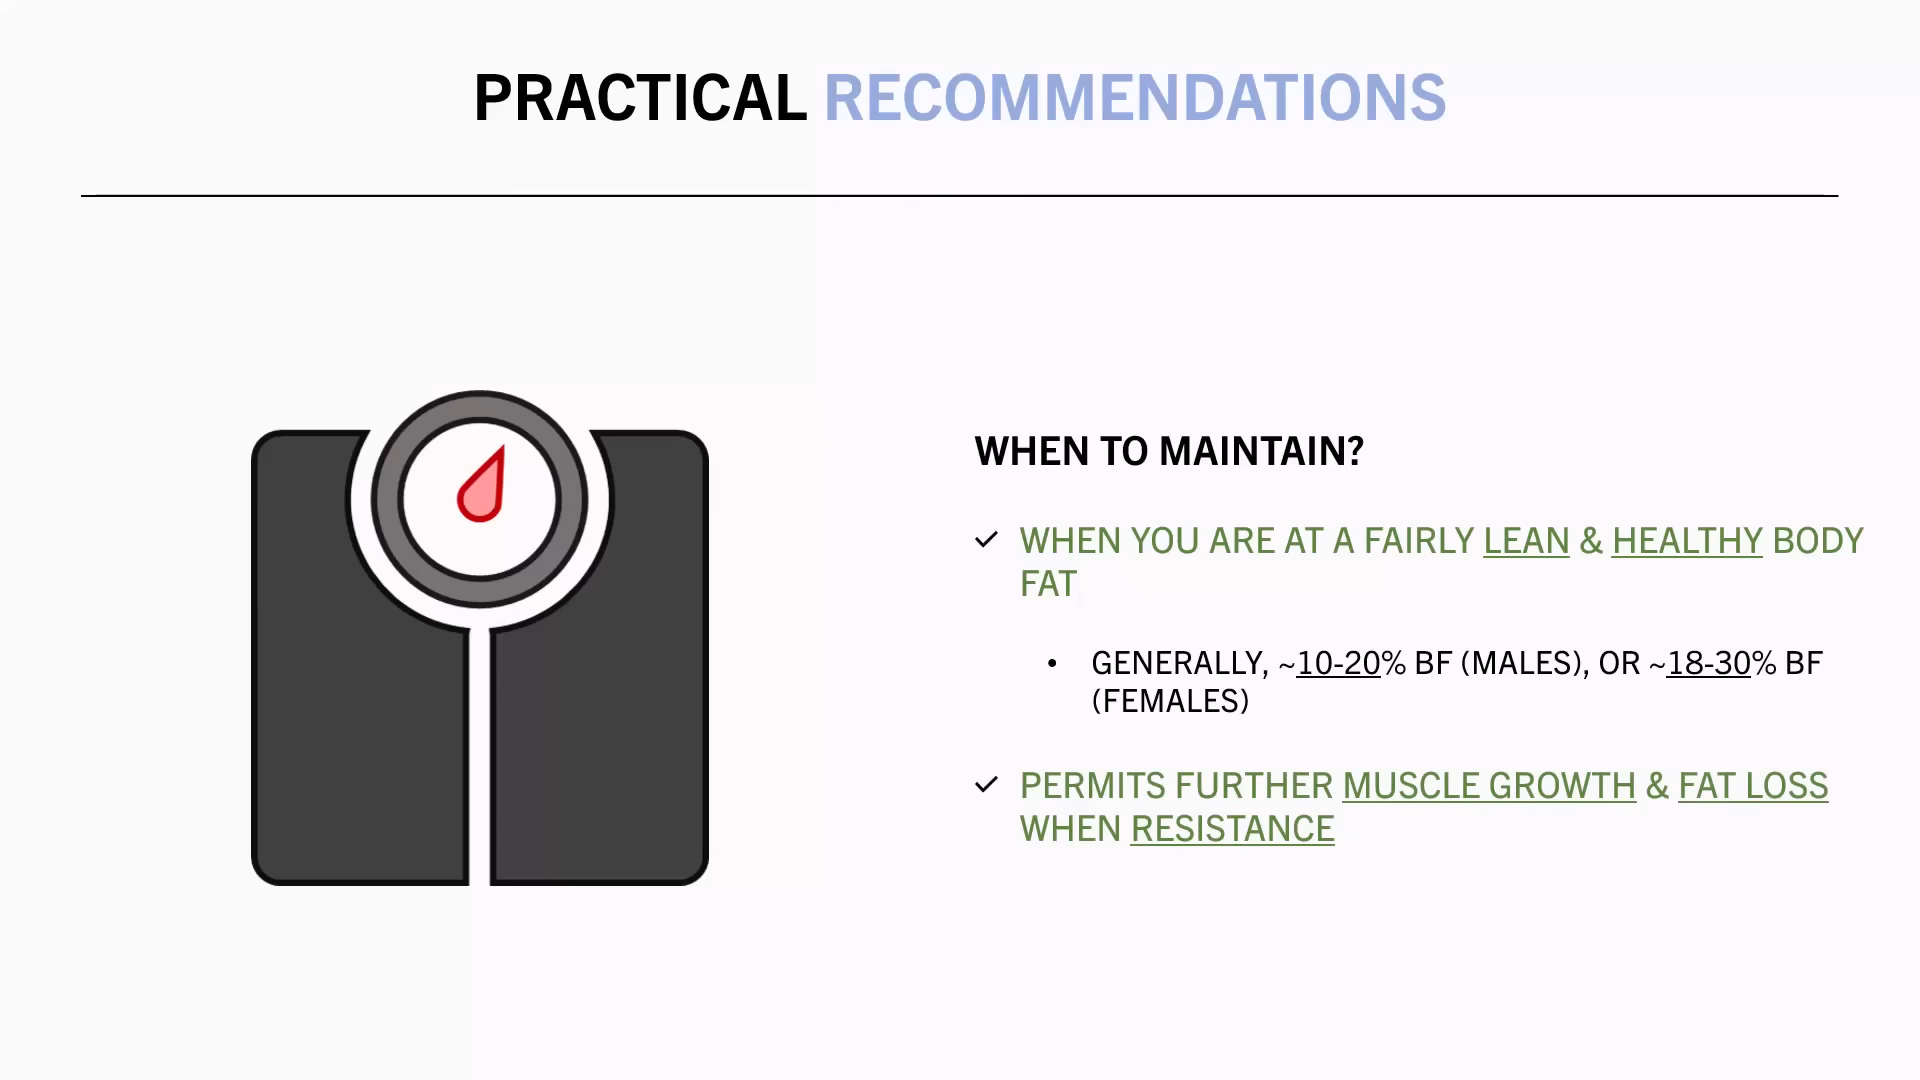 PRACTICAL RECOMMENDATIONS
WHEN TO MAINTAIN?
WHEN YOU ARE AT A FAIRLY LEAN & HEALTHY BODY
FAT
GENERALLY, ~10-20% BF (MALES), OR ~18-30% BF
(FEMALES)
PERMITS FURTHER MUSCLE GROWTH & FAT LOSS
WHEN RESISTANCE